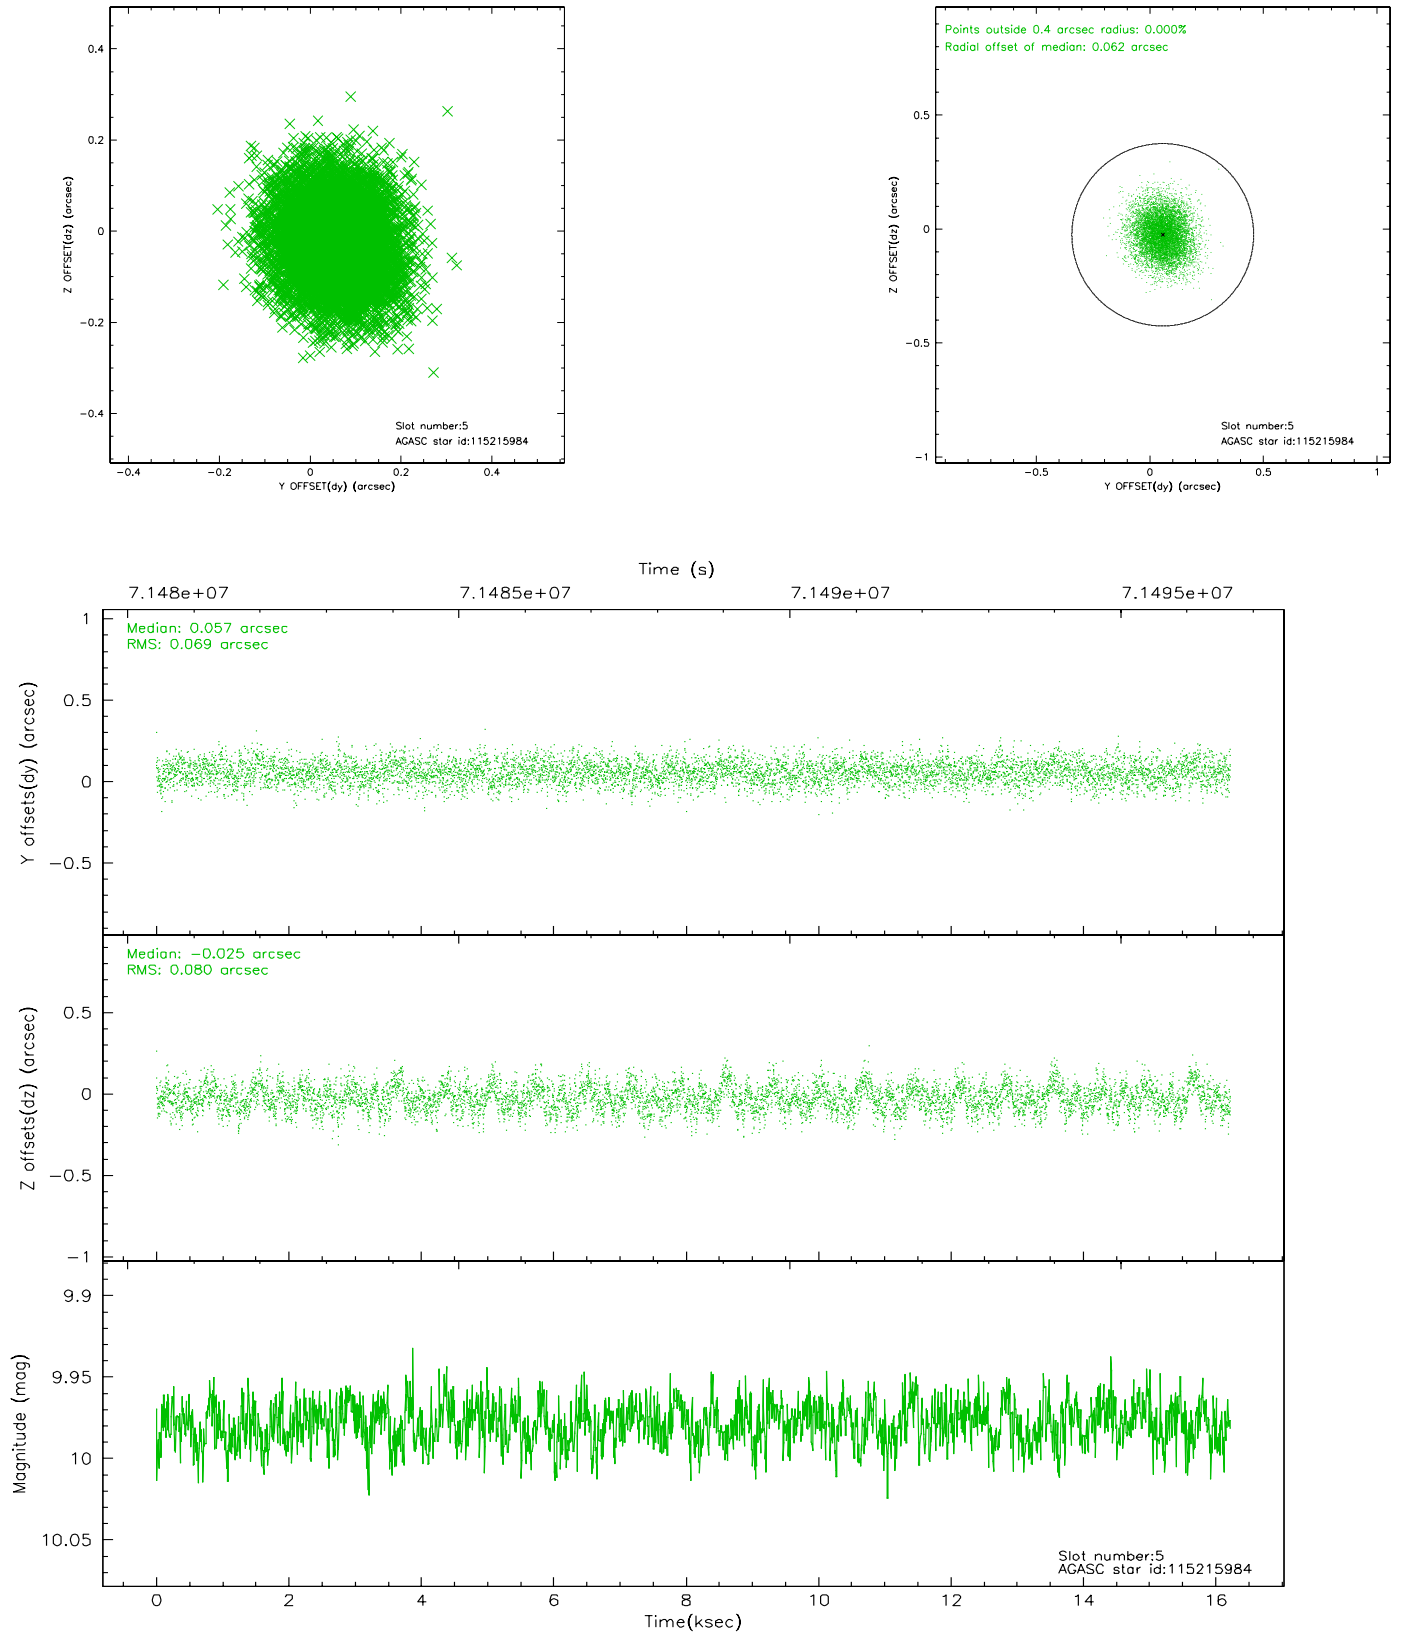 0.4
0.2
0
−0.2
−0.4
Z OFFSET(dz) (arcsec)
Slot number:5
AGASC star id:115215984
−0.4 −0.2 0 0.2 0.4
Y OFFSET(dy) (arcsec)
Points outside 0.4 arcsec radius: 0.000%
Radial offset of median: 0.062 arcsec
0.5
0
−0.5
−1
Z OFFSET(dz) (arcsec)
Slot number:5
AGASC star id:115215984
−0.5 0 0.5 1
Y OFFSET(dy) (arcsec)
Time (s)
7.148e+07 7.1485e+07 7.149e+07 7.1495e+07
Median: 0.057 arcsec
RMS: 0.069 arcsec
1
0.5
0
−0.5
Y offsets(dy) (arcsec)
Median: −0.025 arcsec
RMS: 0.080 arcsec
0.5
0
−0.5
−1
Z offsets(dz) (arcsec)
9.9
9.95
10
10.05
Magnitude (mag)
Slot number:5
AGASC star id:115215984
0 2 4 6 8 10 12 14 16
Time(ksec)